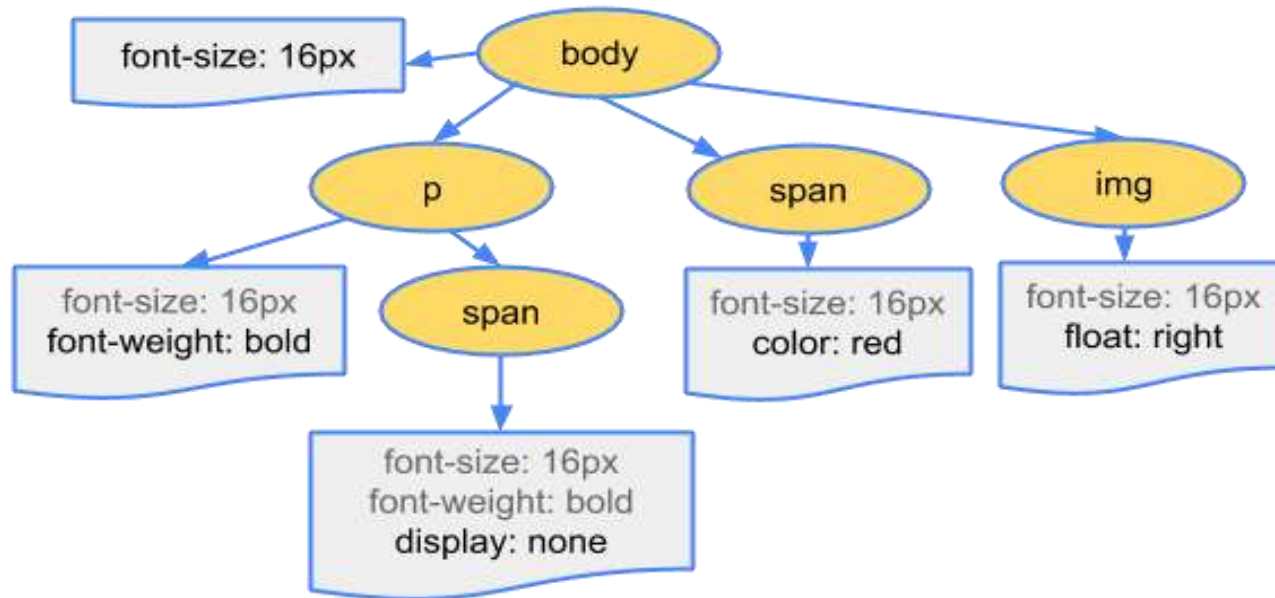 font-size: 16px
body
p
span
img
font-size: 16px
font-weight: bold
span
font-size: 16px
color: red
font-size: 16px
float: right
font-size: 16px
font-weight: bold
display: none